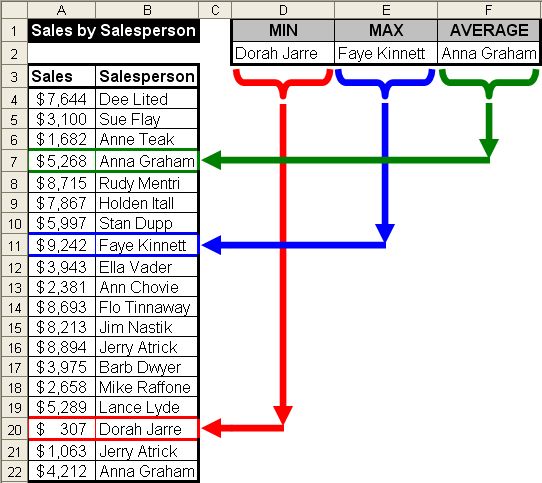 A B C D E F
1 Sales by Salesperson MIN MAX AVERAGE
2 Dorah Jarre Faye Kinnett Anna Graham
3 Sales Salesperson
4 $7,644 Dee Lited
5 $3,100 Sue Flay
6 $1,682 Anne Teak
7 $5,268 Anna Graham
8 $8,715 Rudy Mentri
9 $7,867 Holden Itall
10 $5,997 Stan Dupp
11 $9,242 Faye Kinnett
12 $3,943 Ella Vader
13 $2,381 Ann Chovie
14 $8,693 Flo Tinnaway
15 $8,213 Jim Nastik
16 $8,894 Jerry Atrick
17 $3,975 Barb Dwyer
18 $2,658 Mike Raffone
19 $5,289 Lance Lyde
20 $ 307 Dorah Jarre
21 $1,063 Jerry Atrick
22 $4,212 Anna Graham